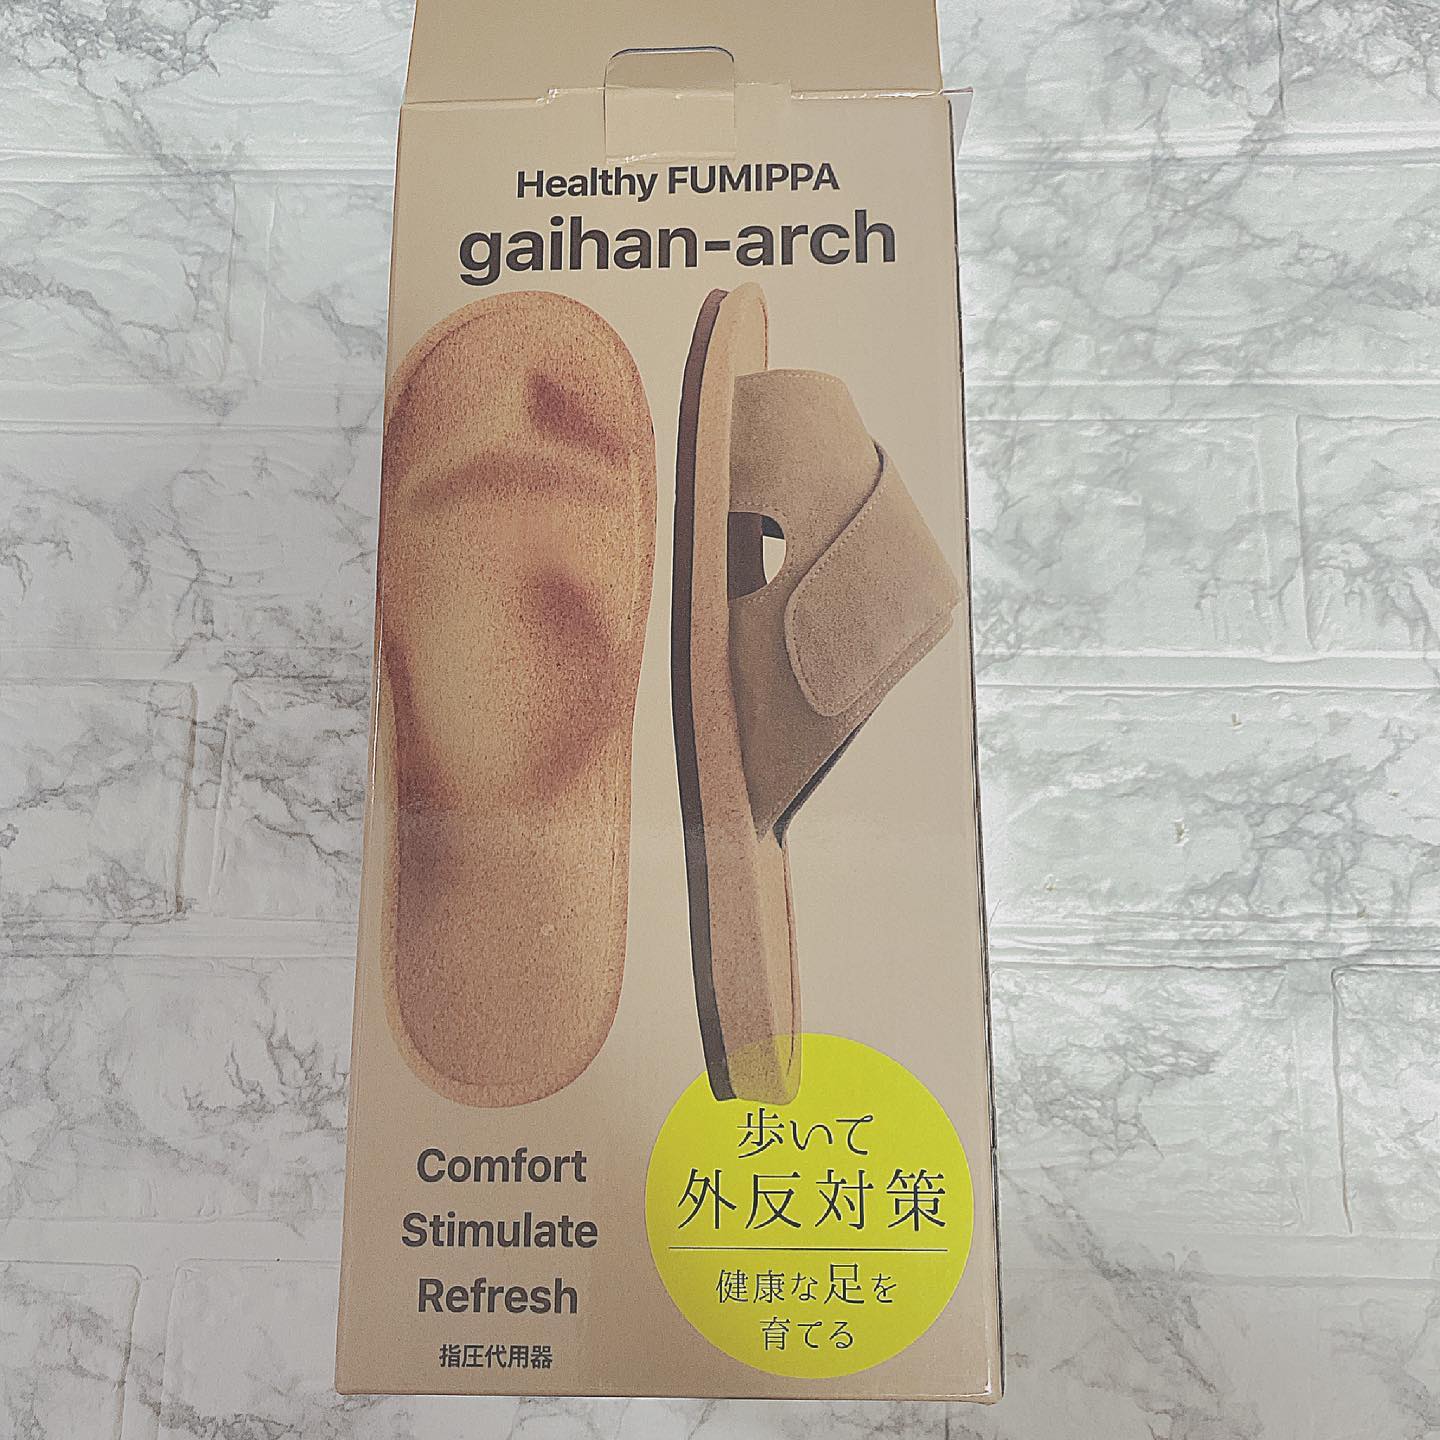 Healthy FUMIPPA
gaihan-arch
Comfort
Stimulate
Refresh
指圧代用器
歩いて
外反対策
健康な足を
育てる